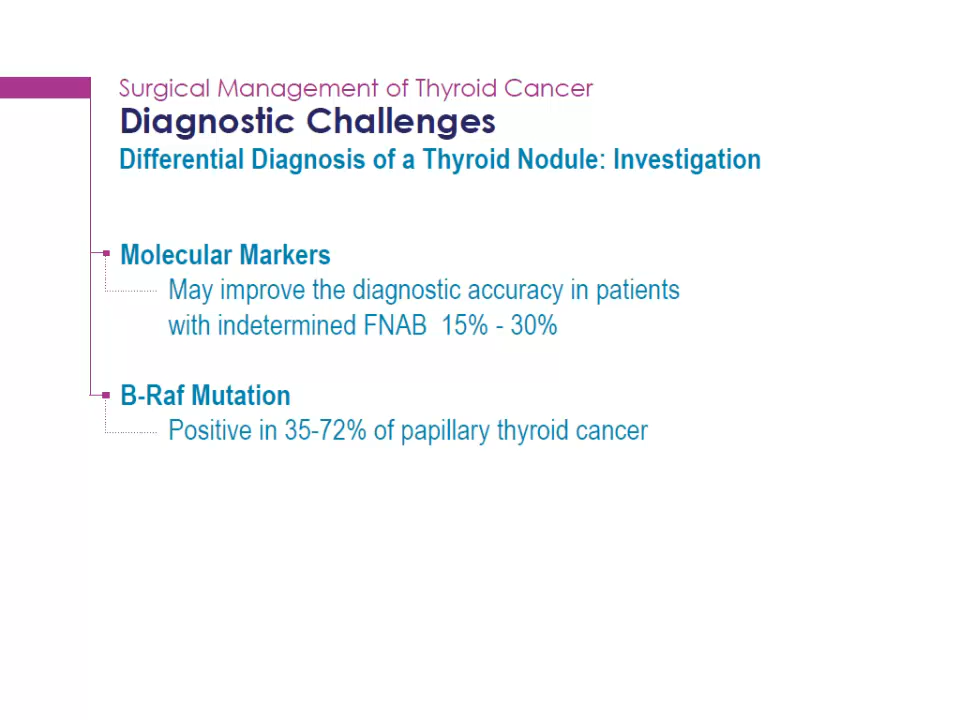 Surgical Management of Thyroid Cancer
Diagnostic Challenges
Differential Diagnosis of a Thyroid Nodule: Investigation
Molecular Markers
May improve the diagnostic accuracy in patients
with indetermined FNAB 15% - 30%
B-Raf Mutation
Positive in 35-72% of papillary thyroid cancer